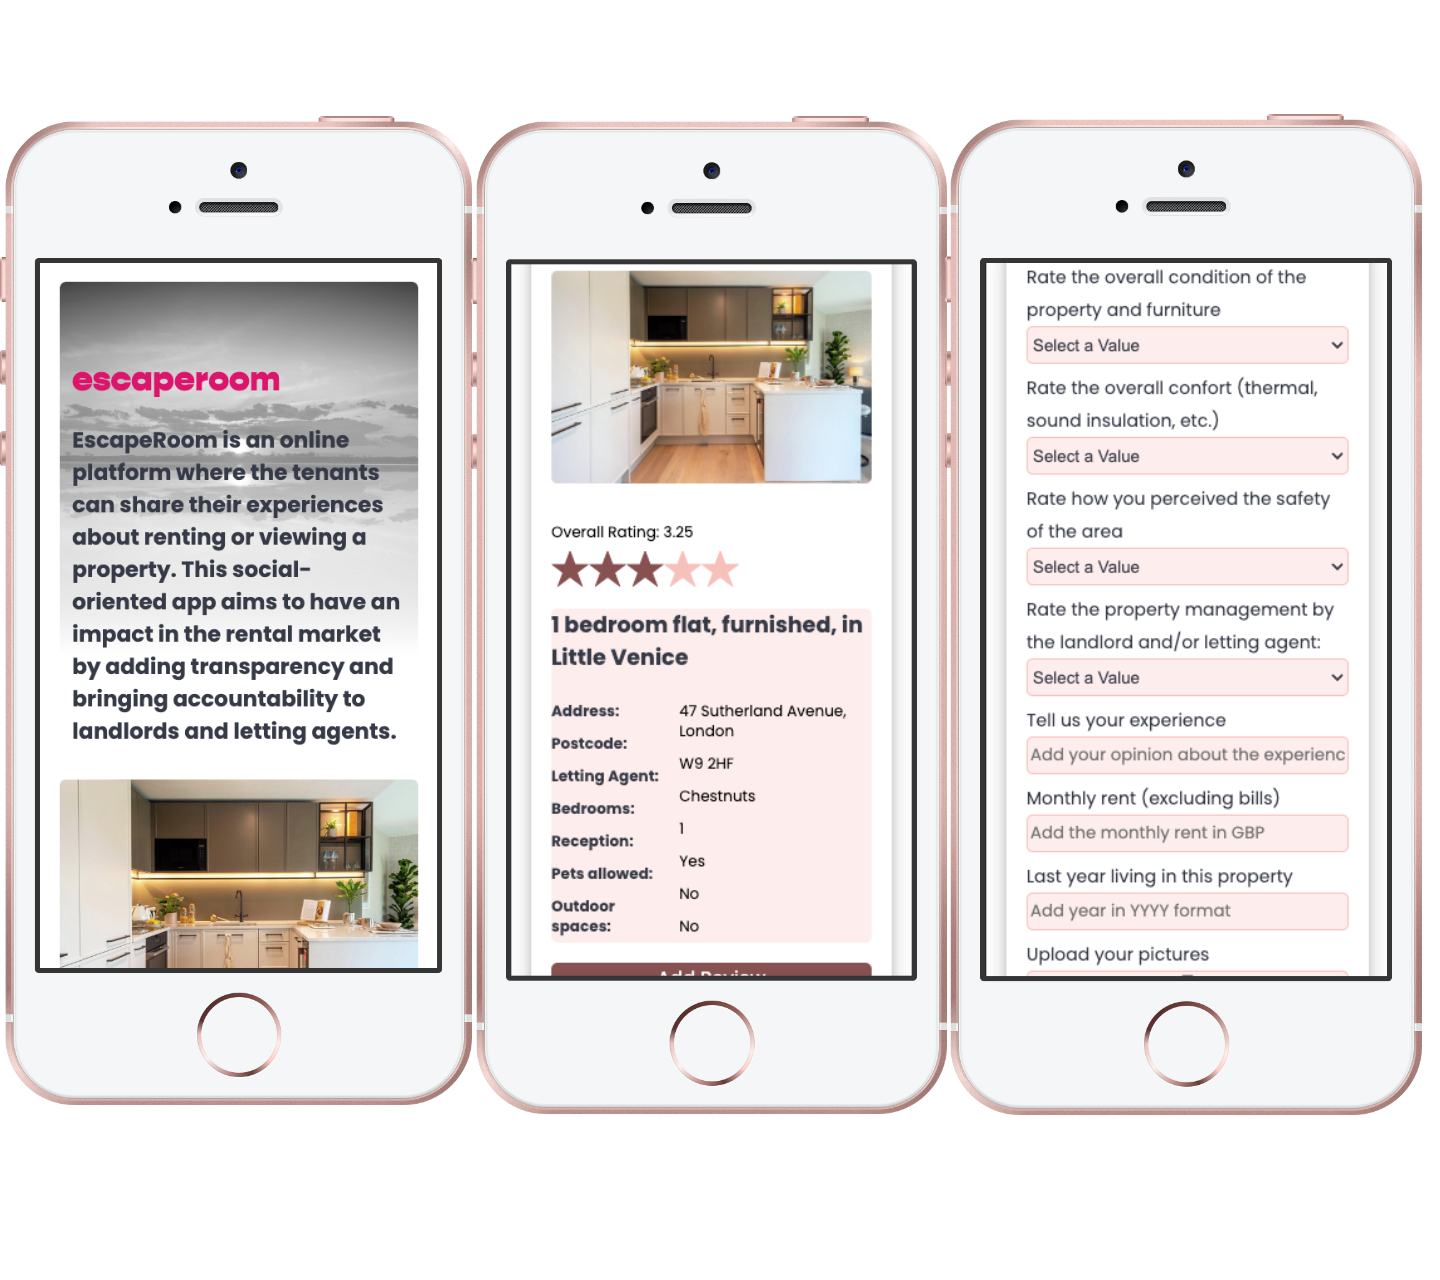 escaperoom
EscapeRoom is an online
platform where the tenants
can share their experiences
about renting or viewing a
property. This social-
oriented app aims to have an
impact in the rental market
by adding transparency and
bringing accountability to
landlords and letting agents.
Overall Rating: 3.25
1 bedroom flat, furnished, in
Little Venice
Address:
47 Sutherland Avenue,
London
Postcode:
W9 2HF
Letting Agent:
Chestnuts
Bedrooms:
1
Reception:
Yes
Pets allowed:
No
Outdoor
spaces:
No
Add Review
Rate the overall condition of the
property and furniture
Select a Value
Rate the overall confort (thermal,
sound insulation, etc.)
Select a Value
Rate how you perceived the safety
of the area
Select a Value
Rate the property management by
the landlord and/or letting agent:
Select a Value
Tell us your experience
Add your opinion about the experienc
Monthly rent (excluding bills)
Add the monthly rent in GBP
Last year living in this property
Add year in YYYY format
Upload your pictures